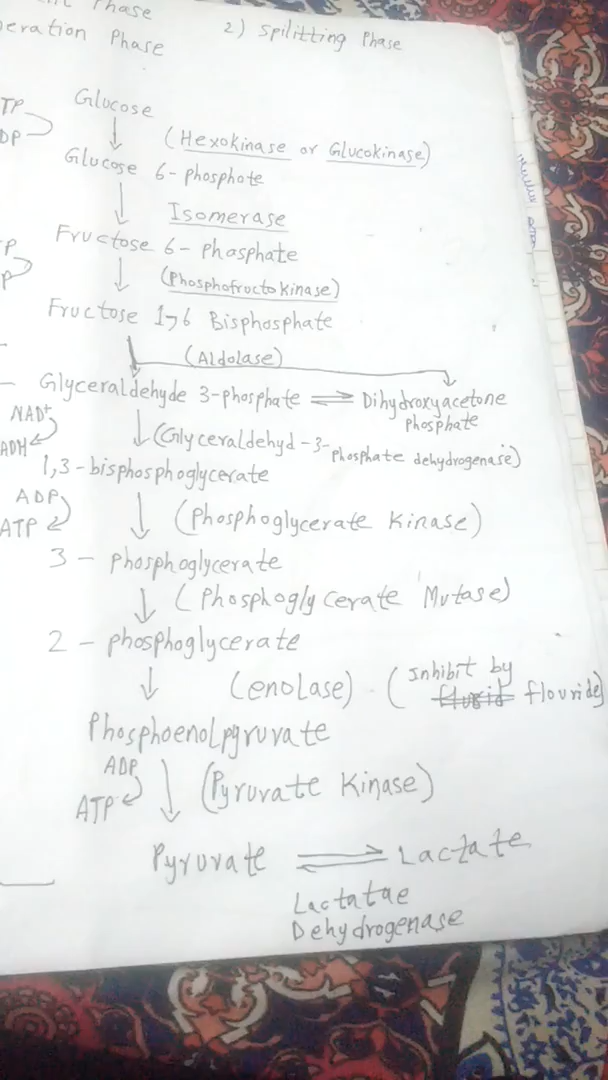 Phase
eration Phase
2) Spilitting Phase
Glucose
TP
DP
(Hexokinase or Glucokinase)
Glucose 6-phosphate
Isomerase
Fructose 6-Phasphate
TP
P
(Phosphofructokinase)
Fructose 1→6 Bisphosphate
(Aldolase)
Glyceraldehyde 3-phosphate ⇌ Dihydroxyacetone
phosphate
NAD+
ADH
(Glyceraldehyd-3-phosphate dehydrogenase)
1,3-bisphosphoglycerate
ADP
ATP
(Phosphoglycerate Kinase)
3-phosphoglycerate
(Phosphoglycerate Mutase)
2-phosphoglycerate
(enolase) . (Inhibit by
flouride)
Phosphoenolpyruvate
ADP
ATP
(Pyruvate Kinase)
Pyruvate ⇌ Lactate
Lactatae
Dehydrogenase